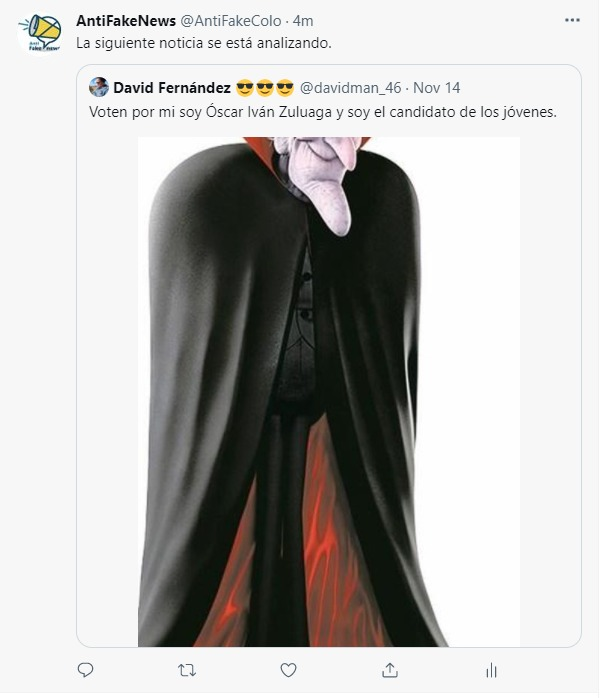 AntiFakeNews @AntiFakeColo · 4m
La siguiente noticia se está analizando.
David Fernández 😎😎😎 @davidman_46 · Nov 14
Voten por mi soy Óscar Iván Zuluaga y soy el candidato de los jóvenes.